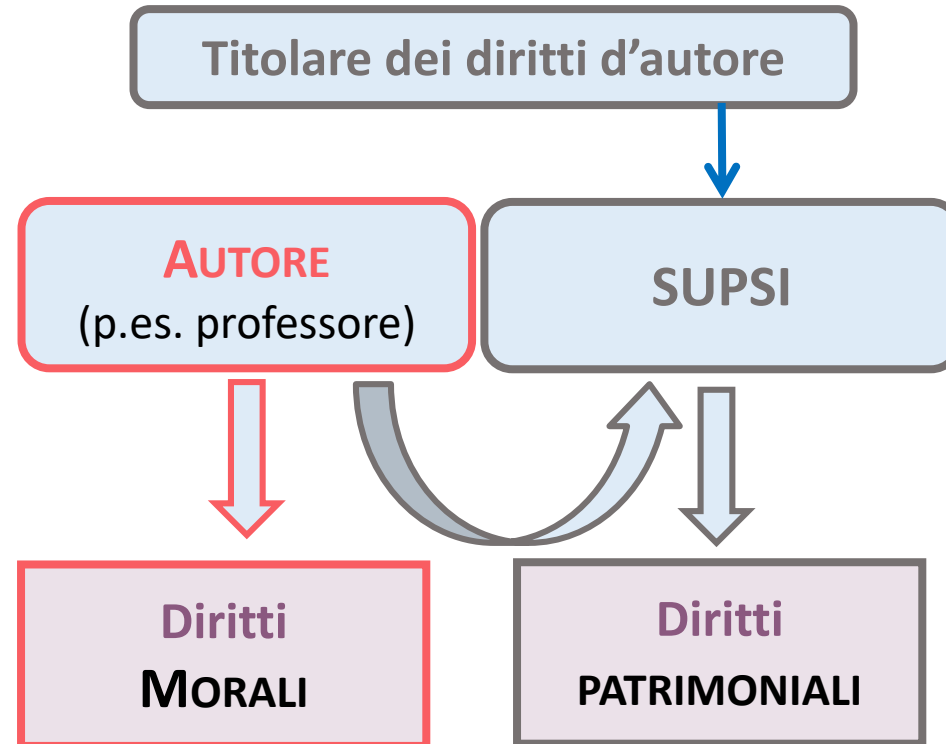 Titolare dei diritti d’autore
AUTORE
(p.es. professore)
SUPSI
Diritti
MORALI
Diritti
PATRIMONIALI